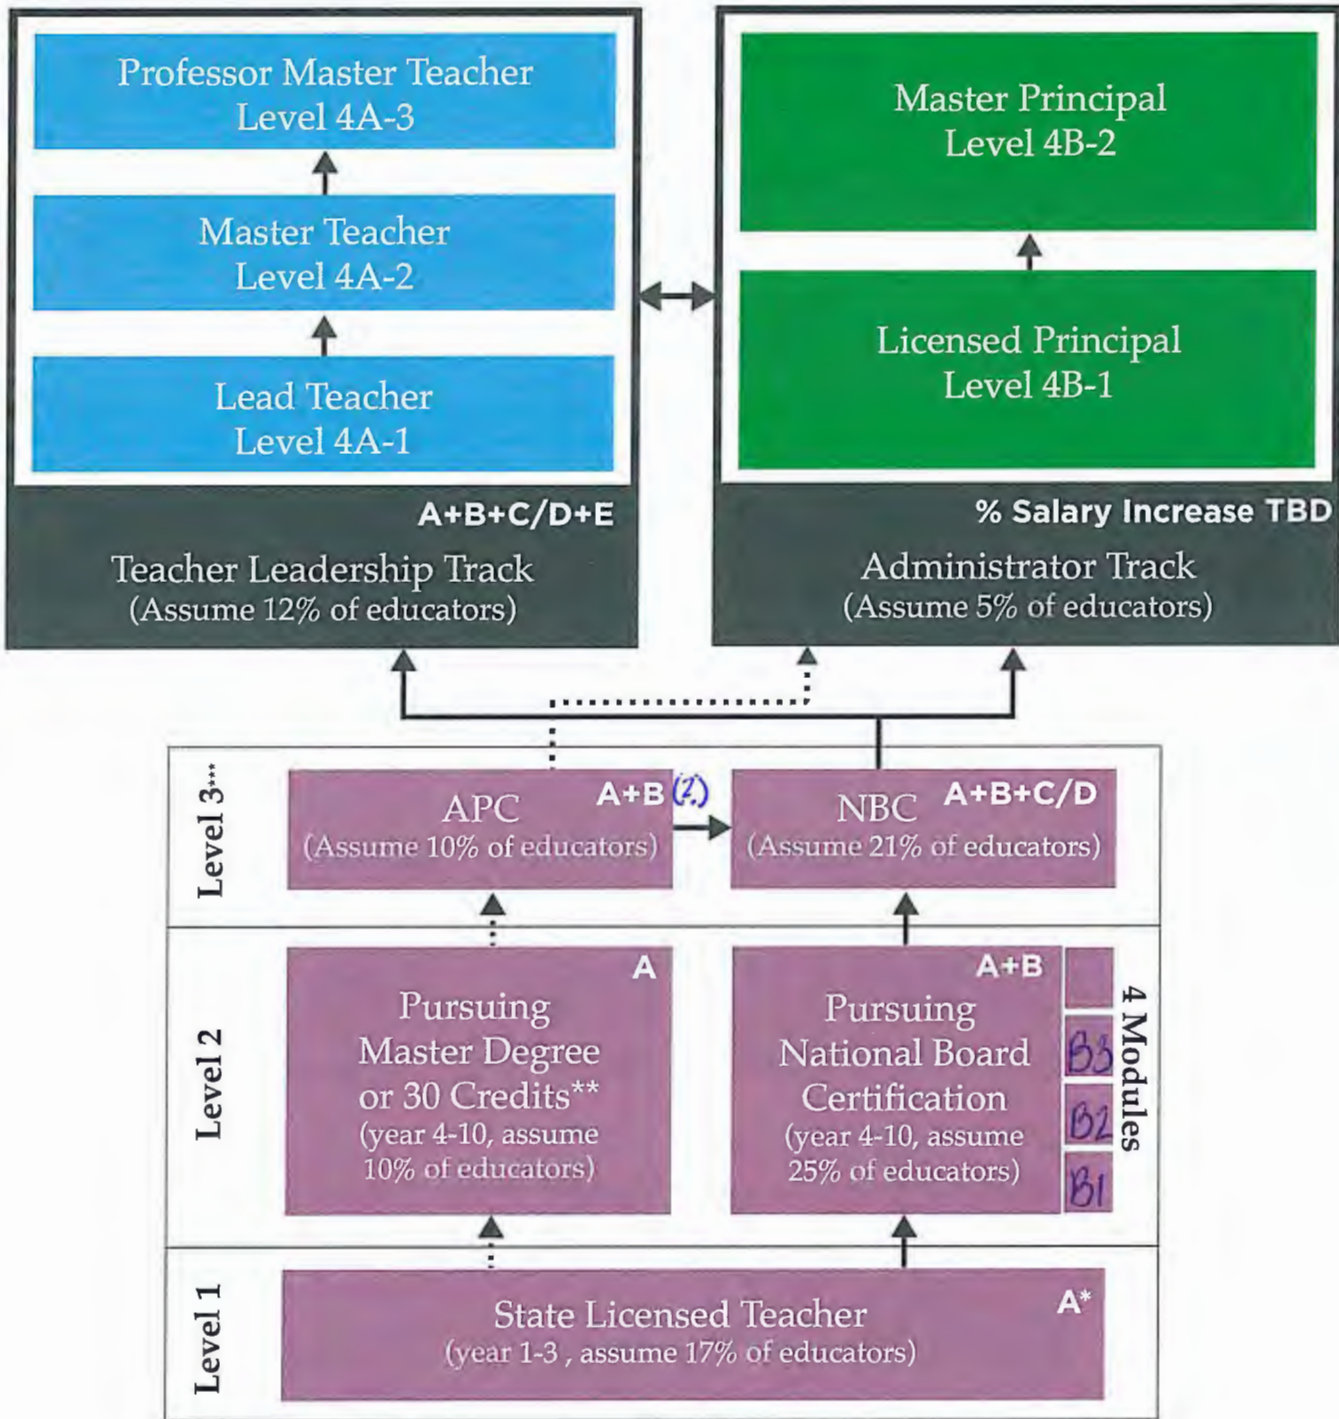 Professor Master Teacher
Level 4A-3
Master Teacher
Level 4A-2
Lead Teacher
Level 4A-1
A+B+C/D+E
Teacher Leadership Track
(Assume 12% of educators)
Master Principal
Level 4B-2
Licensed Principal
Level 4B-1
% Salary Increase TBD
Administrator Track
(Assume 5% of educators)
Level 3***
A+B (2)
APC
(Assume 10% of educators)
A+B+C/D
NBC
(Assume 21% of educators)
Level 2
A
Pursuing
Master Degree
or 30 Credits**
(year 4-10, assume
10% of educators)
A+B
Pursuing
National Board
Certification
(year 4-10, assume
25% of educators)
4 Modules
B3
B2
B1
Level 1
A*
State Licensed Teacher
(year 1-3 , assume 17% of educators)